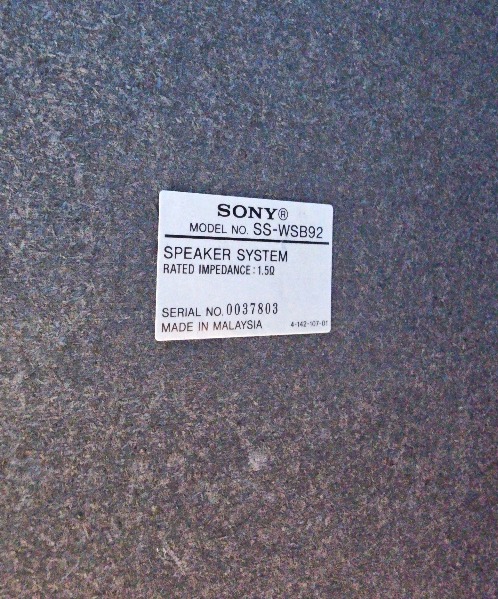 SONY®
MODEL NO. SS-WSB92
SPEAKER SYSTEM
RATED IMPEDANCE: 1.5Ω
SERIAL NO. 0037803
MADE IN MALAYSIA 4-142-107-01